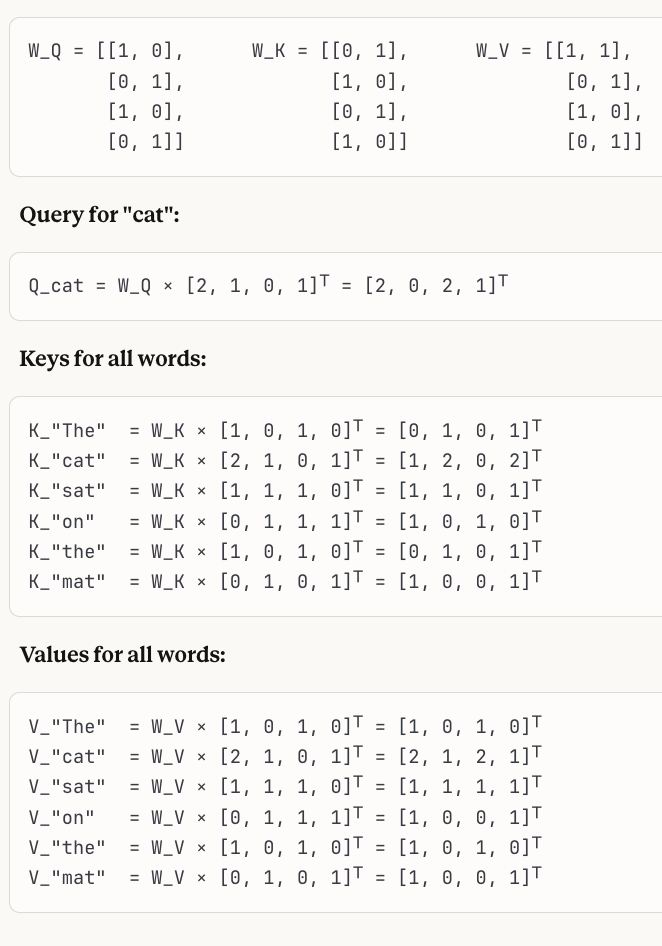 W_Q = [[1, 0],      W_K = [[0, 1],      W_V = [[1, 1],
       [0, 1],             [1, 0],             [0, 1],
       [1, 0],             [0, 1],             [1, 0],
       [0, 1]]             [1, 0]]             [0, 1]]
Query for "cat":
Q_cat = W_Q × [2, 1, 0, 1]ᵀ = [2, 0, 2, 1]ᵀ
Keys for all words:
K_"The"  = W_K × [1, 0, 1, 0]ᵀ = [0, 1, 0, 1]ᵀ
K_"cat"  = W_K × [2, 1, 0, 1]ᵀ = [1, 2, 0, 2]ᵀ
K_"sat"  = W_K × [1, 1, 1, 0]ᵀ = [1, 1, 0, 1]ᵀ
K_"on"   = W_K × [0, 1, 1, 1]ᵀ = [1, 0, 1, 0]ᵀ
K_"the"  = W_K × [1, 0, 1, 0]ᵀ = [0, 1, 0, 1]ᵀ
K_"mat"  = W_K × [0, 1, 0, 1]ᵀ = [1, 0, 0, 1]ᵀ
Values for all words:
V_"The"  = W_V × [1, 0, 1, 0]ᵀ = [1, 0, 1, 0]ᵀ
V_"cat"  = W_V × [2, 1, 0, 1]ᵀ = [2, 1, 2, 1]ᵀ
V_"sat"  = W_V × [1, 1, 1, 0]ᵀ = [1, 1, 1, 1]ᵀ
V_"on"   = W_V × [0, 1, 1, 1]ᵀ = [1, 0, 0, 1]ᵀ
V_"the"  = W_V × [1, 0, 1, 0]ᵀ = [1, 0, 1, 0]ᵀ
V_"mat"  = W_V × [0, 1, 0, 1]ᵀ = [1, 0, 0, 1]ᵀ